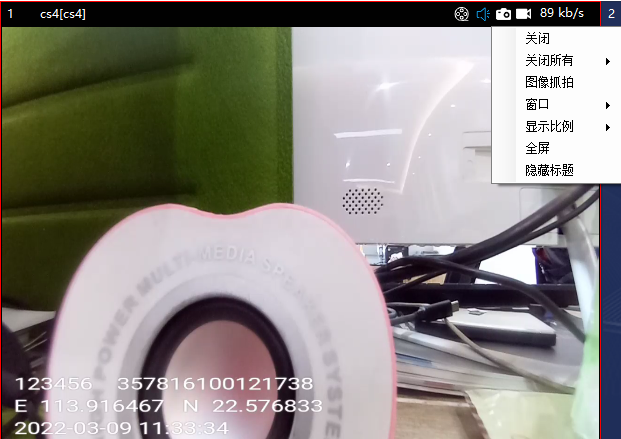 1 cs4[cs4] 89 kb/s 2
关闭
关闭所有
图像抓拍
窗口
显示比例
全屏
隐藏标题
POWER MULTI-MEDIA SPEAKER SYSTEM
123456 357816100121738
E 113.916467 N 22.576833
2022-03-09 11:33:34